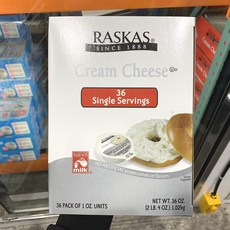 RASKAS
SINCE 1888
Cream Cheese
36
Single Servings
milk
36 PACK OF 1 OZ. UNITS
NET WT. 36 OZ.
(2 LB. 4 OZ.) 1.02kg